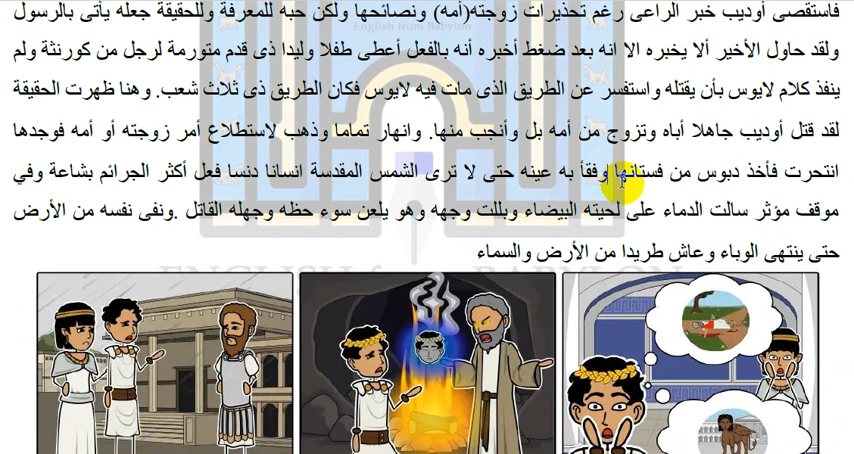 فاستقصى أوديب خبر الراعى رغم تحذيرات زوجته(أمه) ونصائحها ولكن حبه للمعرفة وللحقيقة جعله يأتى بالرسول
English from Babylon
ولقد حاول الأخير ألا يخبره الا انه بعد ضغط أخبره أنه بالفعل أعطى طفلا وليدا ذى قدم متورمة لرجل من كورنثة ولم
ينفذ كلام لايوس بأن يقتله واستفسر عن الطريق الذى مات فيه لايوس فكان الطريق ذى ثلاث شعب. وهنا ظهرت الحقيقة
لقد قتل أوديب جاهلا أباه وتزوج من أمه بل وأنجب منها. وانهار تماما وذهب لاستطلاع أمر زوجته أو أمه فوجدها
انتحرت فأخذ دبوس من فستانها وفقأ به عينه حتى لا ترى الشمس المقدسة انسانا دنسا فعل أكثر الجرائم بشاعة وفي
موقف مؤثر سالت الدماء على لحيته البيضاء وبللت وجهه وهو يلعن سوء حظه وجهله القاتل .ونفى نفسه من الأرض
حتى ينتهى الوباء وعاش طريدا من الأرض والسماء
ENGLISH from BABYLON